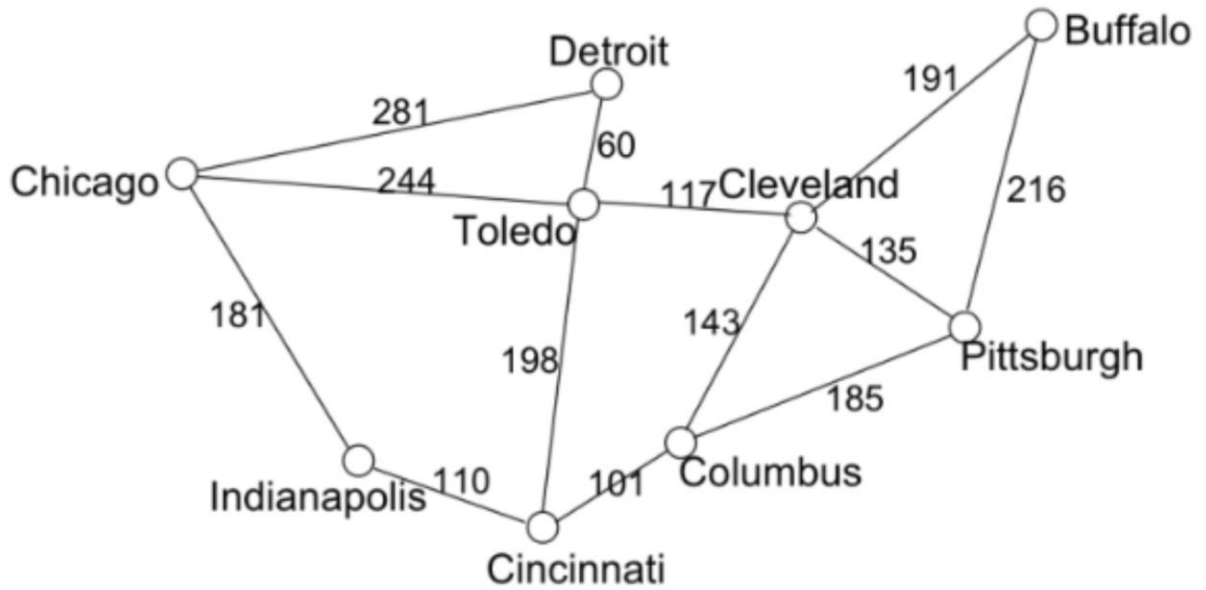 Buffalo
Detroit
191
281
60
Chicago
244
117
Cleveland
216
Toledo
135
181
143
198
Pittsburgh
185
Columbus
110
101
Indianapolis
Cincinnati